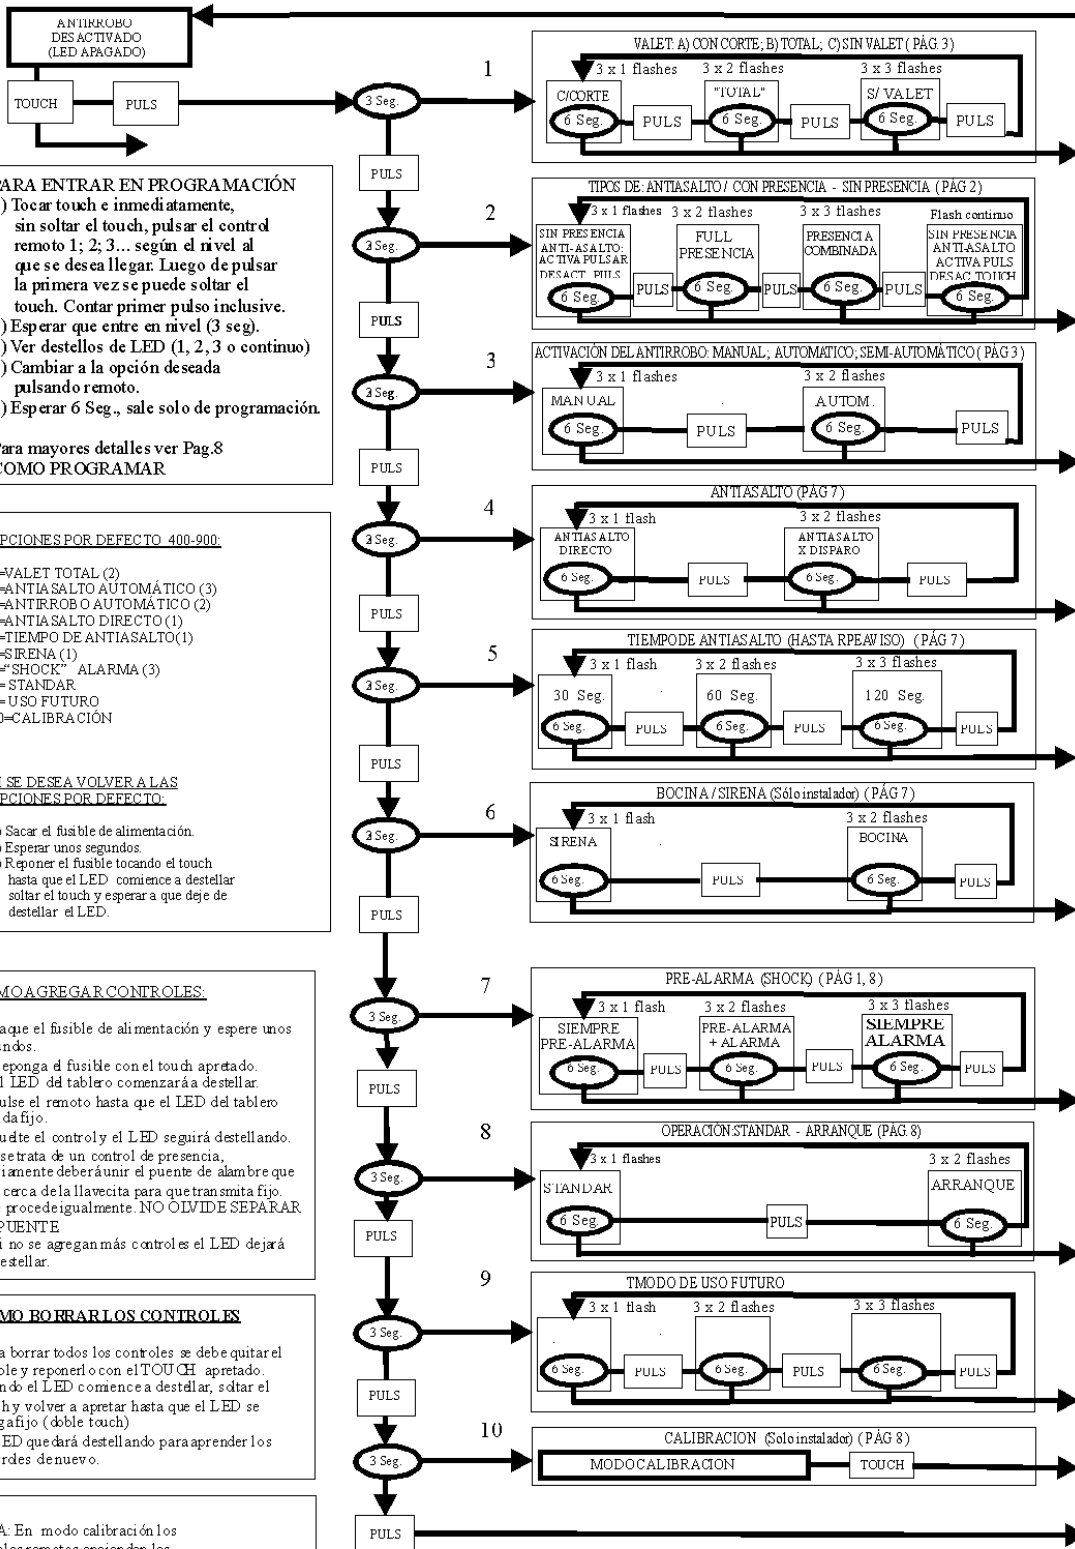 ANTIRROBO
DESACTIVADO
(LED APAGADO)
TOUCH
PULS
PARA ENTRAR EN PROGRAMACIÓN
) Tocar touch e inmediatamente,
sin soltar el touch, pulsar el control
remoto 1; 2; 3... según el nivel al
que se desea llegar. Luego de pulsar
la primera vez se puede soltar el
touch. Contar primer pulso inclusive.
) Esperar que entre en nivel (3 seg).
) Ver destellos de LED (1, 2, 3 o continuo)
) Cambiar a la opción deseada
pulsando remoto.
) Esperar 6 Seg., sale solo de programación.
Para mayores detalles ver Pag.8
COMO PROGRAMAR
PCIONES POR DEFECTO 400-900:
=VALET TOTAL (2)
=ANTIASALTO AUTOMÁTICO (3)
=ANTIRROBO AUTOMÁTICO (2)
=ANTIASALTO DIRECTO (1)
=TIEMPO DE ANTIASALTO(1)
=SIRENA (1)
="SHOCK" ALARMA (3)
= STANDAR
= USO FUTURO
0=CALIBRACIÓN
I SE DESEA VOLVER A LAS
PCIONES POR DEFECTO:
) Sacar el fusible de alimentación.
) Esperar unos segundos.
) Reponer el fusible tocando el touch
hasta que el LED comience a destellar
soltar el touch y esperar a que deje de
destellar el LED.
MO AGREGAR CONTROLES:
aque el fusible de alimentación y espere unos
undos.
eponga el fusible con el touch apretado.
l LED del tablero comenzará a destellar.
ulse el remoto hasta que el LED del tablero
da fijo.
uelte el control y el LED seguirá destellando.
se trata de un control de presencia,
iamente deberá unir el puente de alambre que
cerca de la llavecita para que transmita fijo.
procede igualmente. NO OLVIDE SEPARAR
PUENTE
i no se agregan más controles el LED dejará
estellar.
MO BORRAR LOS CONTROLES
a borrar todos los controles se debe quitar el
ble y reponerlo con el TOUCH apretado.
ndo el LED comience a destellar, soltar el
h y volver a apretar hasta que el LED se
ga fijo (doble touch)
ED quedará destellando para aprender los
roles de nuevo.
A: En modo calibración los
3 Seg.
1
VALET: A) CON CORTE; B) TOTAL; C) SIN VALET ( PÁG. 3)
3 x 1 flashes 3 x 2 flashes 3 x 3 flashes
C/CORTE "TOTAL" S/ VALET
6 Seg. PULS 6 Seg. PULS 6 Seg. PULS
PULS
3 Seg.
2
TIPOS DE: ANTIASALTO / CON PRESENCIA - SIN PRESENCIA ( PÁG 2)
3 x 1 flashes 3 x 2 flashes 3 x 3 flashes Flash continuo
SIN PRESENCIA
ANTI-ASALTO:
ACTIVA PULSAR
DESACT. PULS
6 Seg. PULS
FULL
PRESENCIA
6 Seg. PULS
PRESENCIA
COMBINADA
6 Seg. PULS
SIN PRESENCIA
ANTI-ASALTO
ACTIVA PULS
DESAC TOUCH
6 Seg.
PULS
3 Seg.
3
ACTIVACIÓN DEL ANTIRROBO: MANUAL; AUTOMATICO; SEMI-AUTOMÁTICO ( PÁG 3)
3 x 1 flashes 3 x 2 flashes
MANUAL AUTOM.
6 Seg. PULS 6 Seg. PULS
PULS
3 Seg.
4
ANTIASALTO (PÁG 7)
3 x 1 flash 3 x 2 flashes
ANTIASALTO
DIRECTO
ANTIASALTO
X DISPARO
6 Seg. PULS 6 Seg. PULS
PULS
3 Seg.
5
TIEMPO DE ANTIASALTO (HASTA RPEAVISO) (PÁG 7)
3 x 1 flash 3 x 2 flashes 3 x 3 flashes
30 Seg. 60 Seg. 120 Seg.
6 Seg. PULS 6 Seg. PULS 6 Seg. PULS
PULS
3 Seg.
6
BOCINA / SIRENA (Sólo instalador) ( PÁG 7)
3 x 1 flash 3 x 2 flashes
SIRENA BOCINA
6 Seg. PULS 6 Seg. PULS
PULS
3 Seg.
7
PRE-ALARMA (SHOCK) ( PÁG 1, 8)
3 x 1 flash 3 x 2 flashes 3 x 3 flashes
SIEMPRE
PRE-ALARMA
PRE-ALARMA
+ ALARMA
SIEMPRE
ALARMA
6 Seg. PULS 6 Seg. PULS 6 Seg. PULS
PULS
3 Seg.
8
OPERACIÓN:STANDAR - ARRANQUE (PÁG. 8)
3 x 1 flashes 3 x 2 flashes
STANDAR ARRANQUE
6 Seg. PULS 6 Seg.
PULS
3 Seg.
9
TMODO DE USO FUTURO
3 x 1 flash 3 x 2 flashes 3 x 3 flashes
6 Seg. PULS 6 Seg. PULS 6 Seg. PULS
PULS
3 Seg.
10
CALIBRACION (Solo instalador) ( PÁG 8)
MODO CALIBRACION TOUCH
PULS